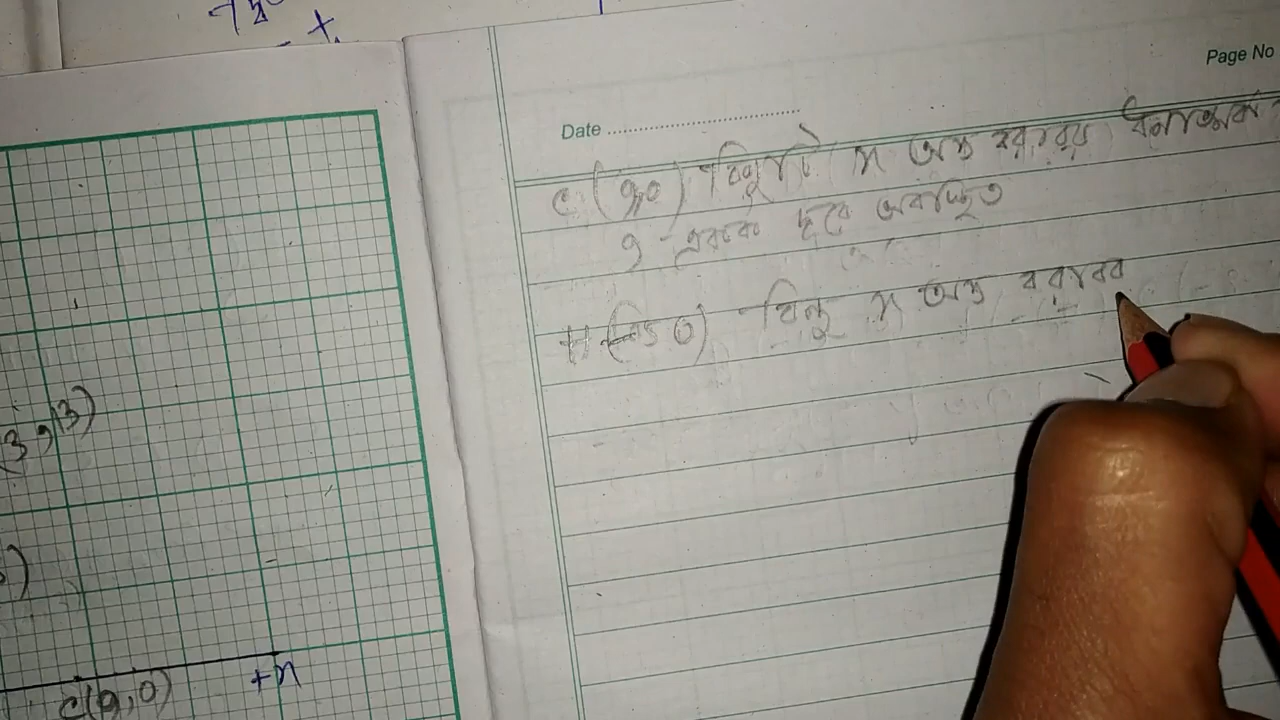 Page No
Date
C (9,0) বিন্দুটি x অক্ষ বরাবর ধনাত্মক
9 একক দূরে অবস্থিত
H 0) বিন্দু x অক্ষ বরাবর
(3, 13)
C(9,0)
+x